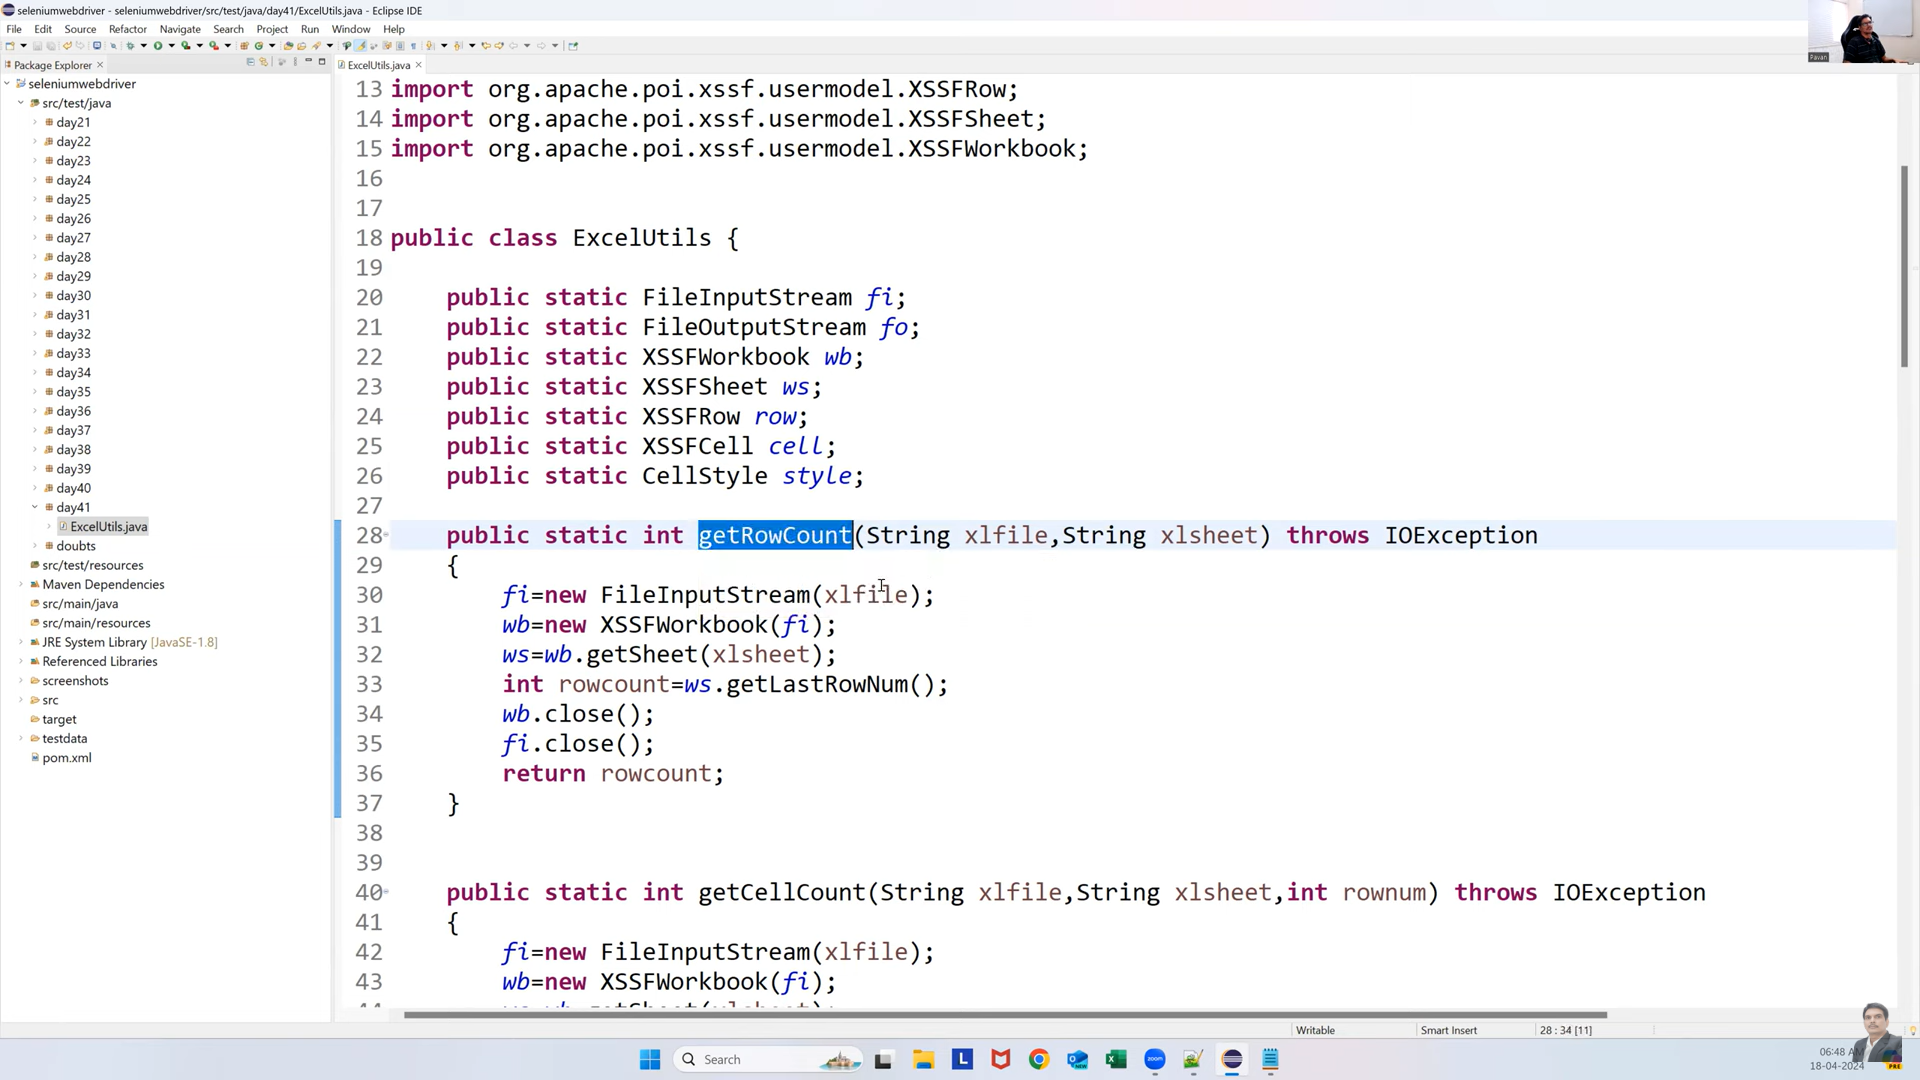 seleniumwebdriver - seleniumwebdriver/src/test/java/day41/ExcelUtils.java - Eclipse IDE
File Edit Source Refactor Navigate Search Project Run Window Help
Package Explorer
ExcelUtils.java
seleniumwebdriver
src/test/java
day21
day22
day23
day24
day25
day26
day27
day28
day29
day30
day31
day32
day33
day34
day35
day36
day37
day38
day39
day40
day41
ExcelUtils.java
doubts
src/test/resources
Maven Dependencies
src/main/java
src/main/resources
JRE System Library [JavaSE-1.8]
Referenced Libraries
screenshots
src
target
testdata
pom.xml
13 import org.apache.poi.xssf.usermodel.XSSFRow;
14 import org.apache.poi.xssf.usermodel.XSSFSheet;
15 import org.apache.poi.xssf.usermodel.XSSFWorkbook;
16
17
18 public class ExcelUtils {
19
20 public static FileInputStream fi;
21 public static FileOutputStream fo;
22 public static XSSFWorkbook wb;
23 public static XSSFSheet ws;
24 public static XSSFRow row;
25 public static XSSFCell cell;
26 public static CellStyle style;
27
28 public static int getRowCount(String xlfile,String xlsheet) throws IOException
29 {
30 fi=new FileInputStream(xlfile);
31 wb=new XSSFWorkbook(fi);
32 ws=wb.getSheet(xlsheet);
33 int rowcount=ws.getLastRowNum();
34 wb.close();
35 fi.close();
36 return rowcount;
37 }
38
39
40 public static int getCellCount(String xlfile,String xlsheet,int rownum) throws IOException
41 {
42 fi=new FileInputStream(xlfile);
43 wb=new XSSFWorkbook(fi);
44 ws=wb.getSheet(xlsheet);
Pavan
Writable Smart Insert 28 : 34 [11]
Search
06:48
18-04-2024
PRE